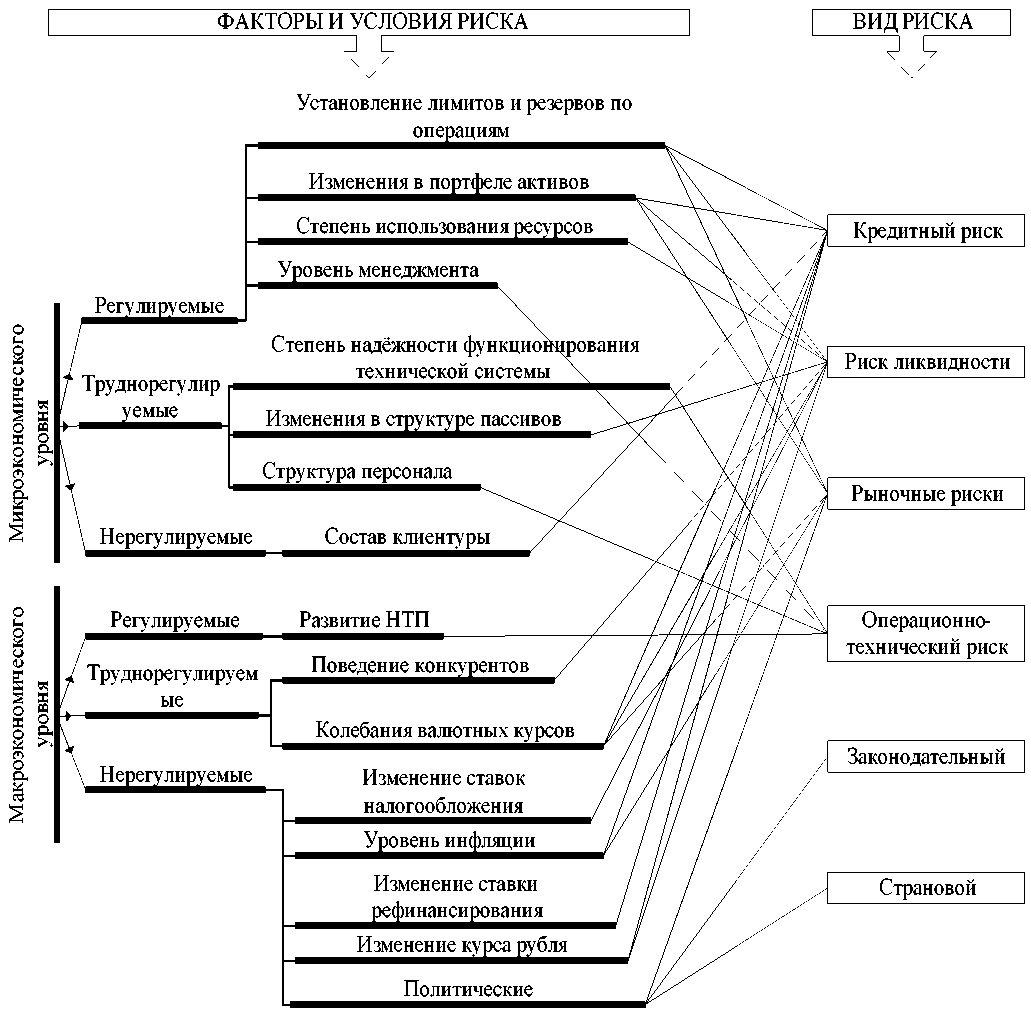 ФАКТОРЫ И УСЛОВИЯ РИСКА
ВИД РИСКА
Установление лимитов и резервов по
операциям
Изменения в портфеле активов
Степень использования ресурсов
Уровень менеджмента
Регулируемые
Степень надёжности функционирования
технической системы
Труднорегулир
уемые
Изменения в структуре пассивов
Структура персонала
Нерегулируемые
Состав клиентуры
Микроэкономического
уровня
Регулируемые
Развитие НТП
Труднорегулируем
ые
Поведение конкурентов
Колебания валютных курсов
Нерегулируемые
Изменение ставок
налогообложения
Уровень инфляции
Изменение ставки
рефинансирования
Изменение курса рубля
Политические
Макроэкономического
уровня
Кредитный риск
Риск ликвидности
Рыночные риски
Операционно-
технический риск
Законодательный
Страновой